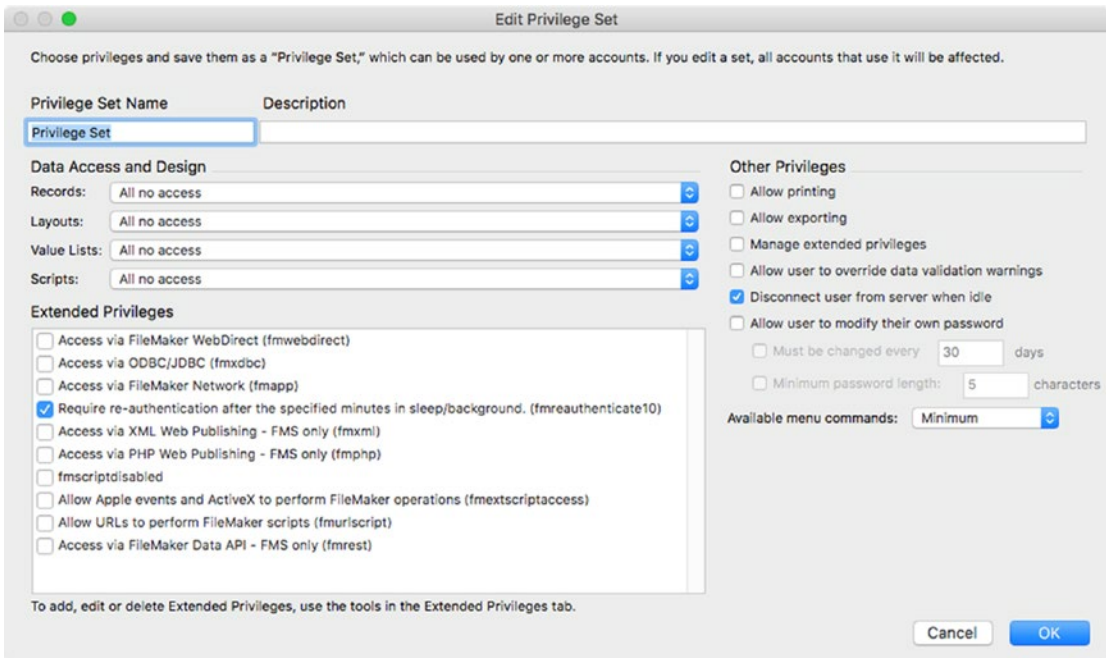 Edit Privilege Set
Choose privileges and save them as a “Privilege Set,” which can be used by one or more accounts. If you edit a set, all accounts that use it will be affected.
Privilege Set Name
Description
Privilege Set
Data Access and Design
Records: All no access
Layouts: All no access
Value Lists: All no access
Scripts: All no access
Extended Privileges
Access via FileMaker WebDirect (fmwebdirect)
Access via ODBC/JDBC (fmxdbc)
Access via FileMaker Network (fmapp)
Require re-authentication after the specified minutes in sleep/background. (fmreauthenticate10)
Access via XML Web Publishing - FMS only (fmxml)
Access via PHP Web Publishing - FMS only (fmphp)
fmscriptdisabled
Allow Apple events and ActiveX to perform FileMaker operations (fmextscriptaccess)
Allow URLs to perform FileMaker scripts (fmurlscript)
Access via FileMaker Data API - FMS only (fmrest)
To add, edit or delete Extended Privileges, use the tools in the Extended Privileges tab.
Other Privileges
Allow printing
Allow exporting
Manage extended privileges
Allow user to override data validation warnings
Disconnect user from server when idle
Allow user to modify their own password
Must be changed every 30 days
Minimum password length: 5 characters
Available menu commands: Minimum
Cancel
OK